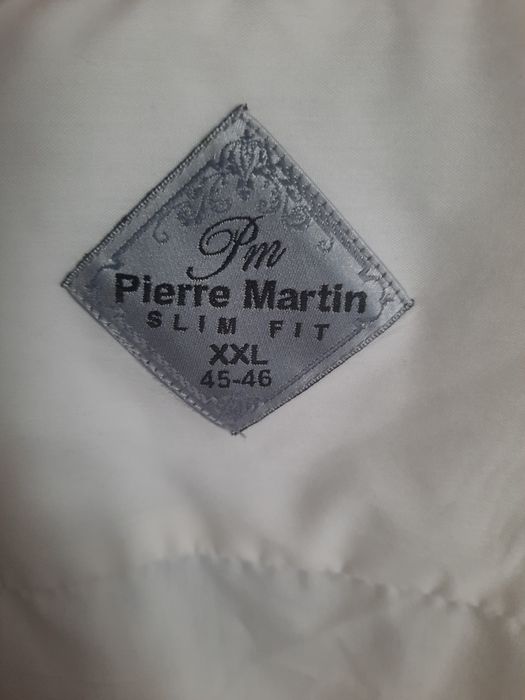 Pm
Pierre Martin
SLIM FIT
XXL
45-46